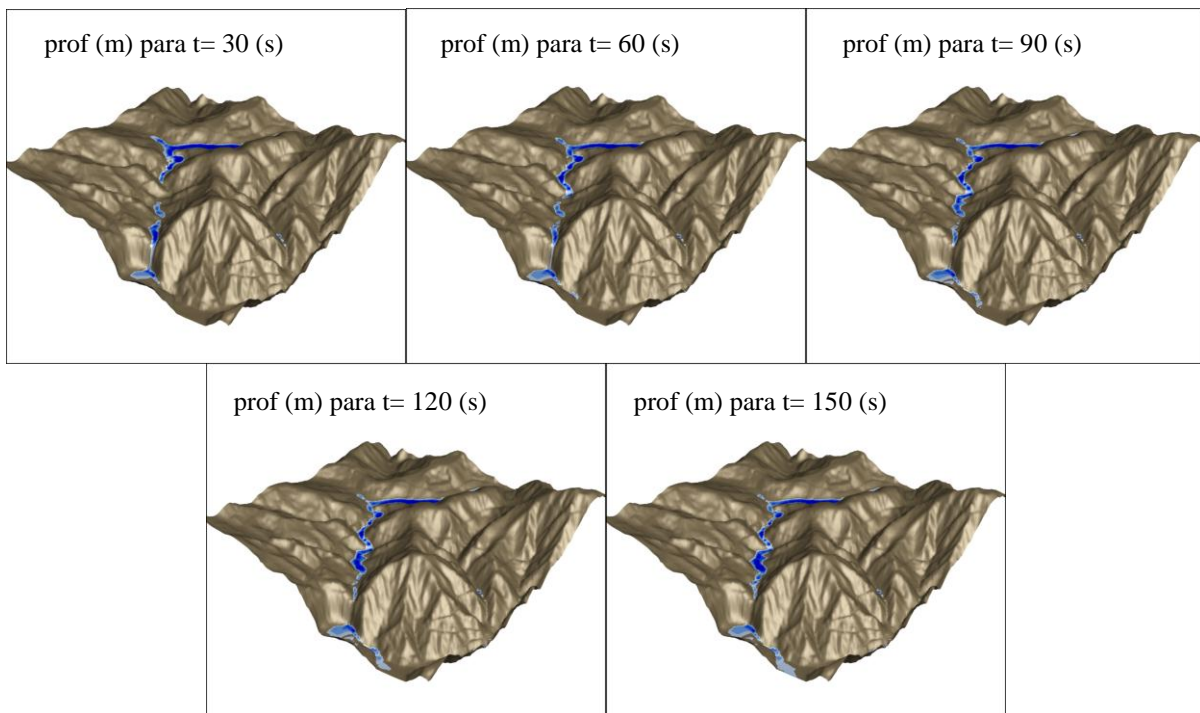 prof (m) para t= 30 (s)
prof (m) para t= 60 (s)
prof (m) para t= 90 (s)
prof (m) para t= 120 (s)
prof (m) para t= 150 (s)